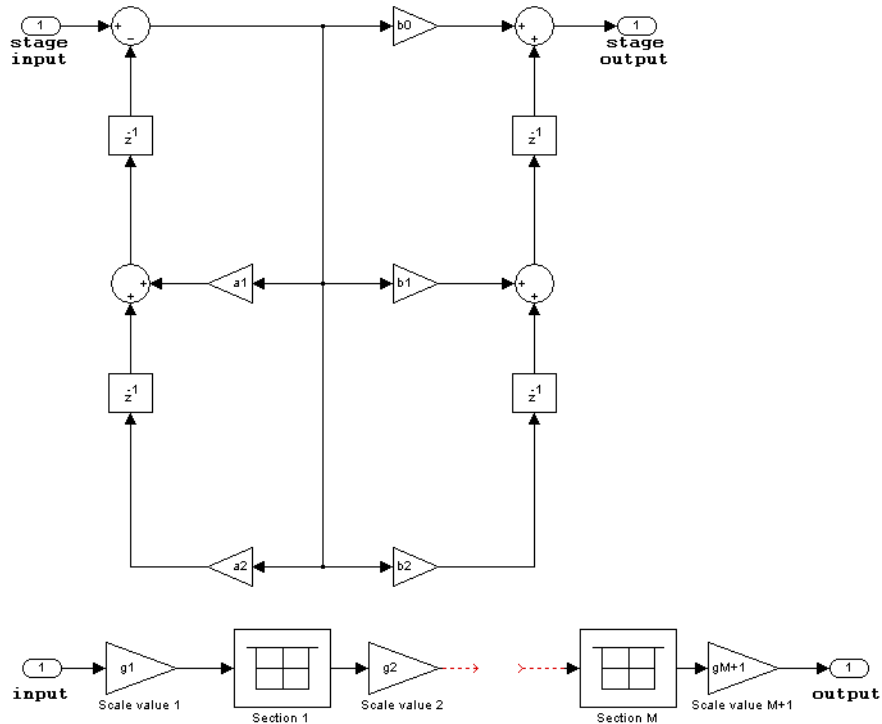 1
stage
input
+
−
b0
+
+
1
stage
output
z-1
z-1
+
+
a1
b1
+
+
z-1
z-1
a2
b2
1
input
g1
Scale value 1
Section 1
g2
Scale value 2
Section M
gM+1
Scale value M+1
1
output